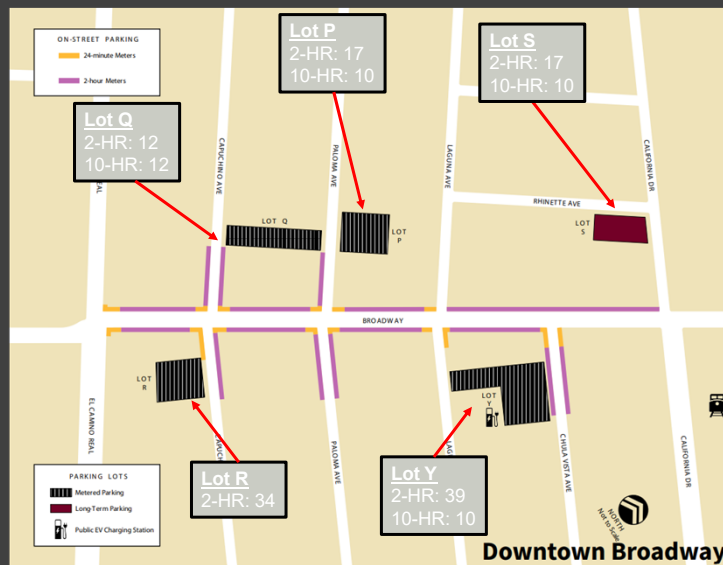 ON-STREET PARKING
24-minute Meters
2-hour Meters
Lot P
2-HR: 17
10-HR: 10
Lot S
2-HR: 17
10-HR: 10
Lot Q
2-HR: 12
10-HR: 12
REAL
CAPUCHINO AVE
PALOMA AVE
LAGUNA AVE
CALIFORNIA DR
RHINETTE AVE
LOT Q
LOT
P
LOT
S
BROADWAY
LOT
R
LOT
Y
EL CAMINO REAL
CAPUCH
PALOMA AVE
LAGU
CHULA VISTA AVE
CALIFORNIA DR
Lot R
2-HR: 34
Lot Y
2-HR: 39
10-HR: 10
PARKING LOTS
Metered Parking
Long Term Parking
Public EV Charging Station
NORTH
Not to Scale
Downtown Broadway